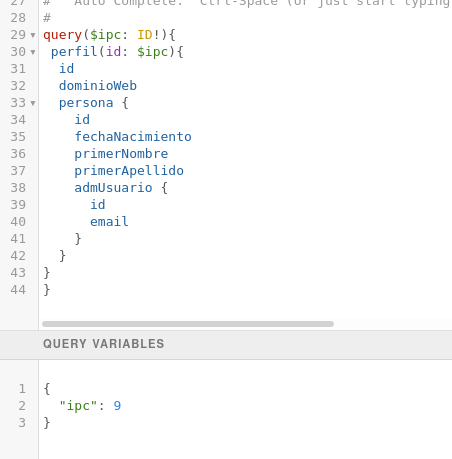 27 #   Auto Complete:  Ctrl-Space (or just start typing
28 #
29 query($ipc: ID!){
30  perfil(id: $ipc){
31   id
32   dominioWeb
33   persona {
34     id
35     fechaNacimiento
36     primerNombre
37     primerApellido
38     admUsuario {
39       id
40       email
41     }
42   }
43 }
44 }
QUERY VARIABLES
1 {
2   "ipc": 9
3 }